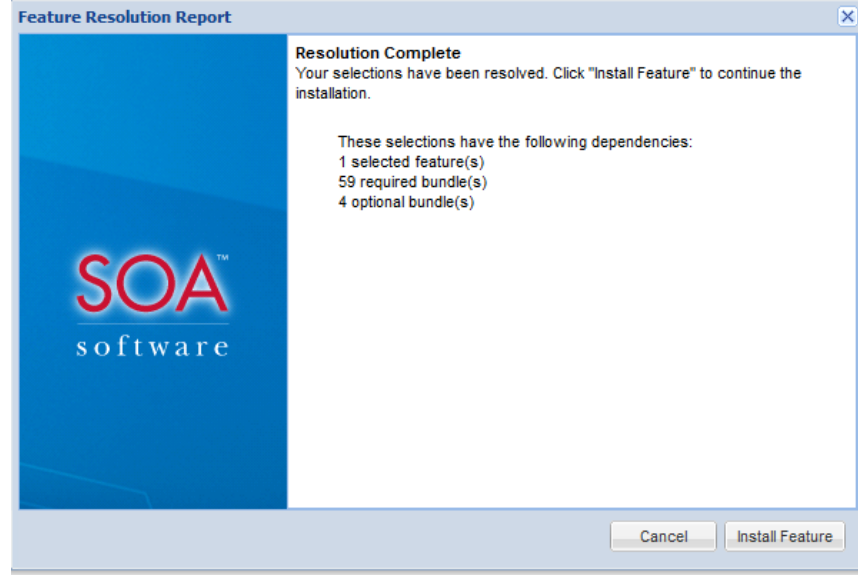 Feature Resolution Report
Resolution Complete
Your selections have been resolved. Click "Install Feature" to continue the
installation.
These selections have the following dependencies:
1 selected feature(s)
59 required bundle(s)
4 optional bundle(s)
SOA™
software
Cancel
Install Feature